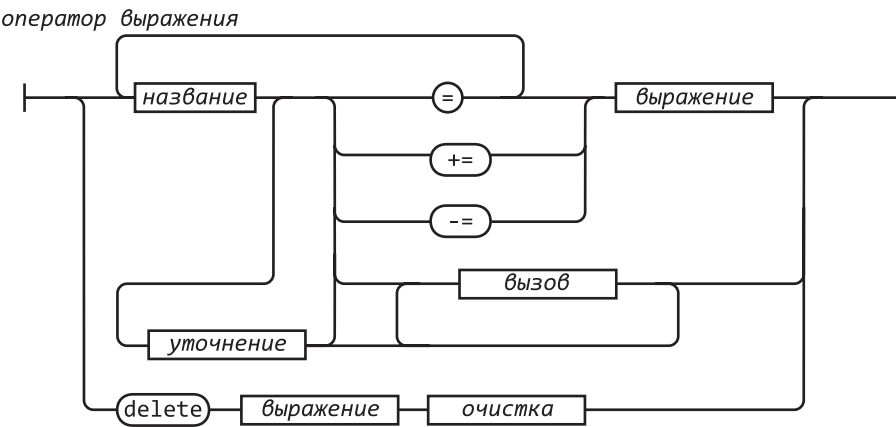 оператор выражения
название
=
выражение
+=
-=
вызов
уточнение
delete выражение очистка